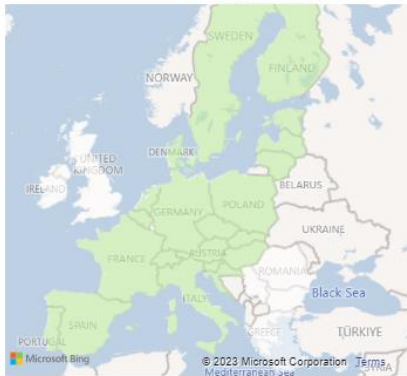 SWEDEN
FINLAND
NORWAY
DENMARK
UNITED
KINGDOM
IRELAND
BELARUS
POLAND
GERMANY
UKRAINE
FRANCE
AUSTRIA
ROMANIA
ITALY
Black Sea
SPAIN
PORTUGAL
GREECE
TÜRKIYE
Microsoft Bing
© 2023 Microsoft Corporation Terms
Mediterranean Sea
SYRIA